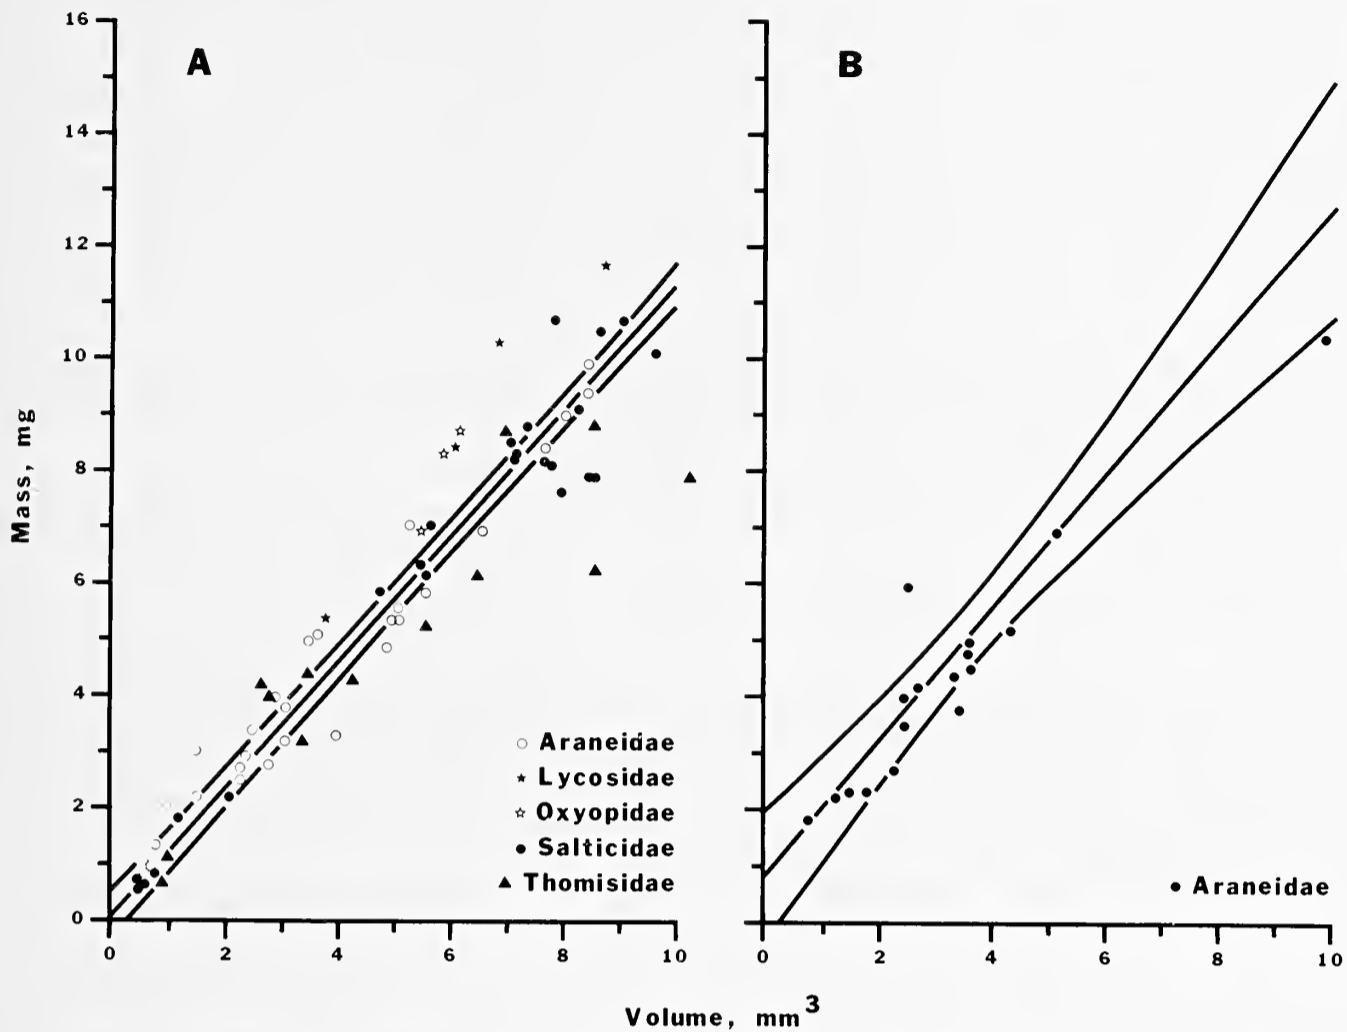 A
B
16
14
12
10
8
6
4
2
0
Mass, mg
Araneidae
Lycosidae
Oxyopidae
Salticidae
Thomisidae
Araneidae
0 2 4 6 8 10
0 2 4 6 8 10
Volume, mm³